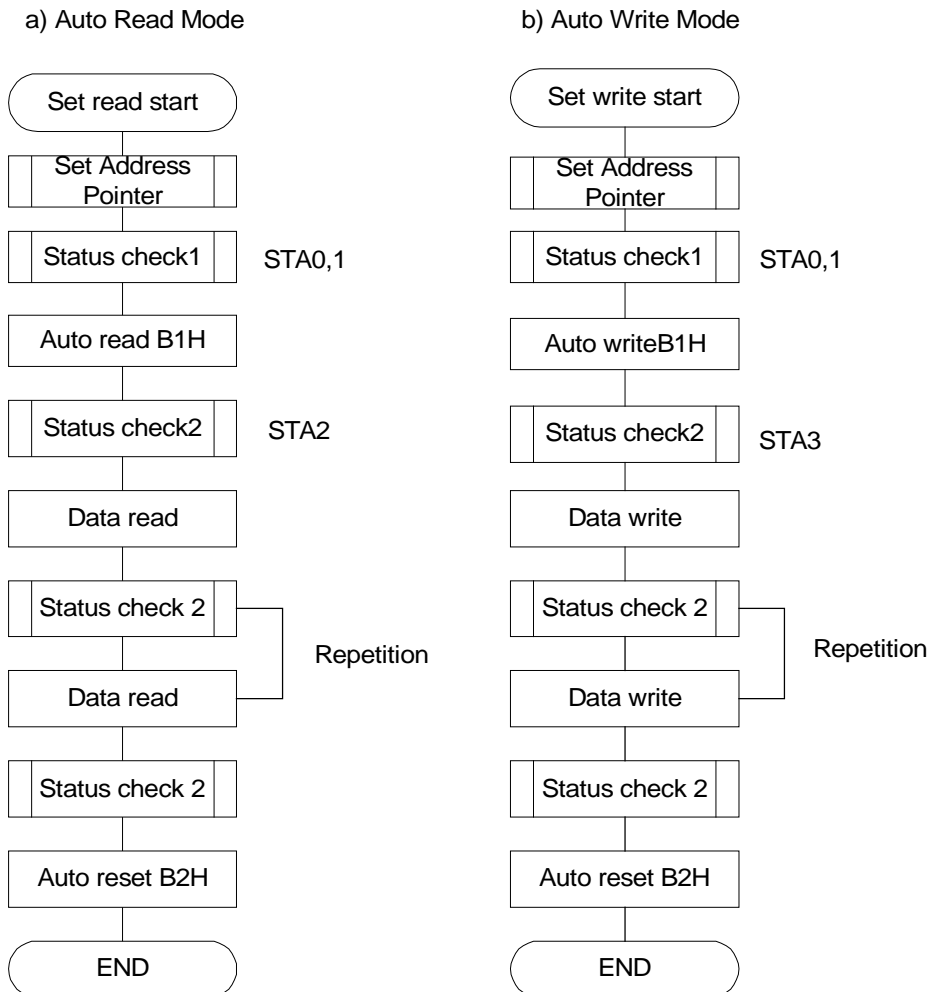 a) Auto Read Mode
Set read start
Set Address
Pointer
Status check1
STA0,1
Auto read B1H
Status check2
STA2
Data read
Status check 2
Repetition
Data read
Status check 2
Auto reset B2H
END
b) Auto Write Mode
Set write start
Set Address
Pointer
Status check1
STA0,1
Auto writeB1H
Status check2
STA3
Data write
Status check 2
Repetition
Data write
Status check 2
Auto reset B2H
END